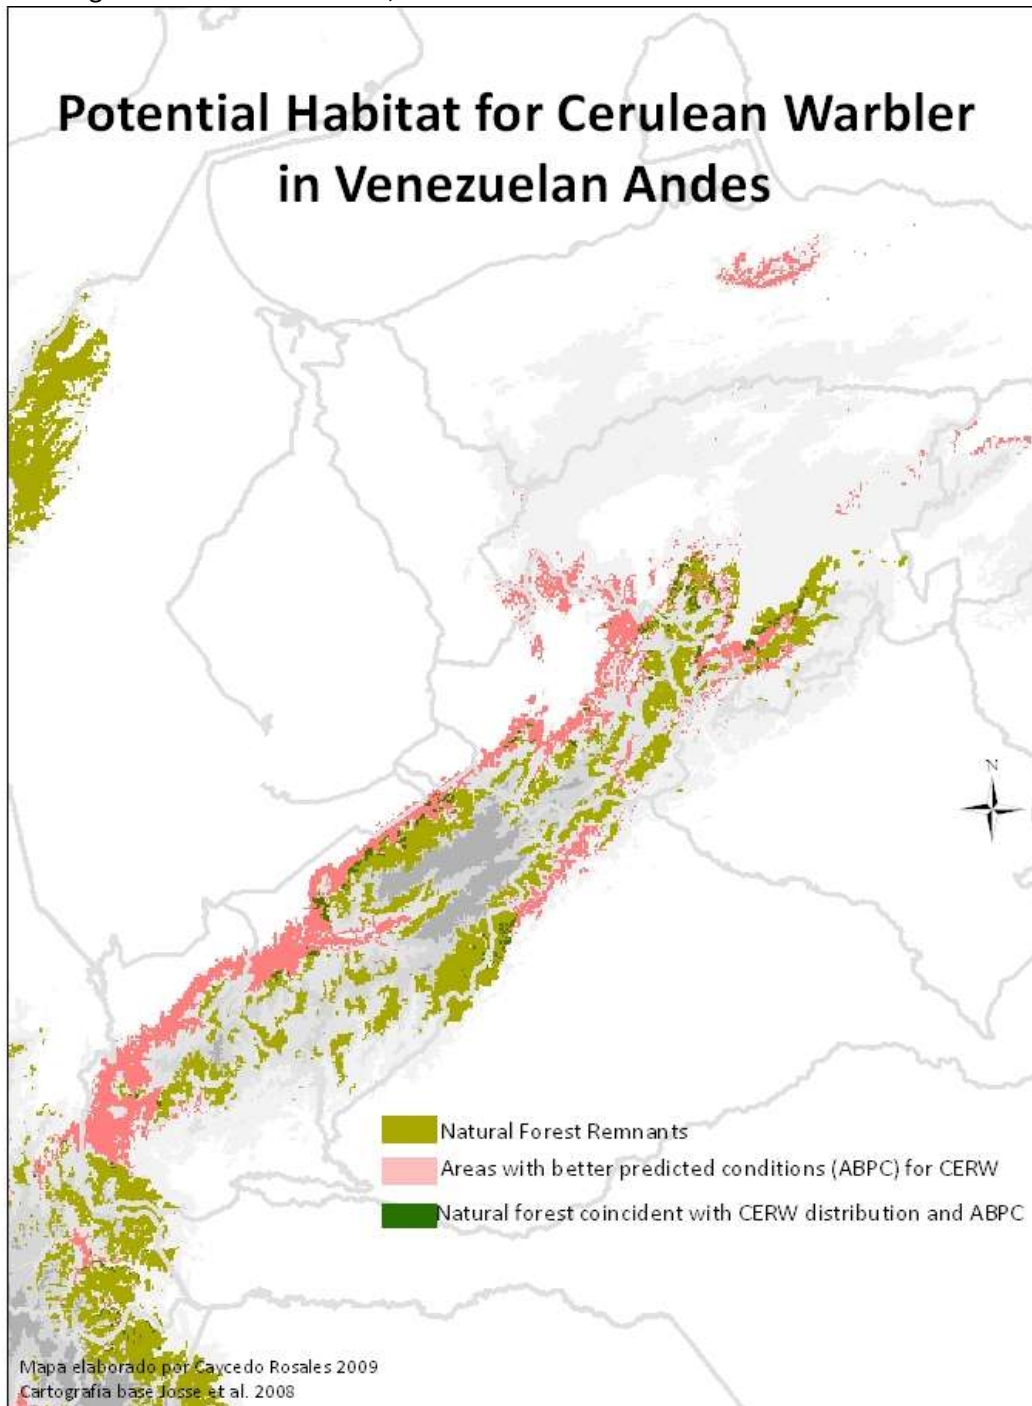 Potential Habitat for Cerulean Warbler
in Venezuelan Andes
N
Natural Forest Remnants
Areas with better predicted conditions (ABPC) for CERW
Natural forest coincident with CERW distribution and ABPC
Mapa elaborado por Caycedo Rosales 2009
Cartografia base Josse et al. 2008